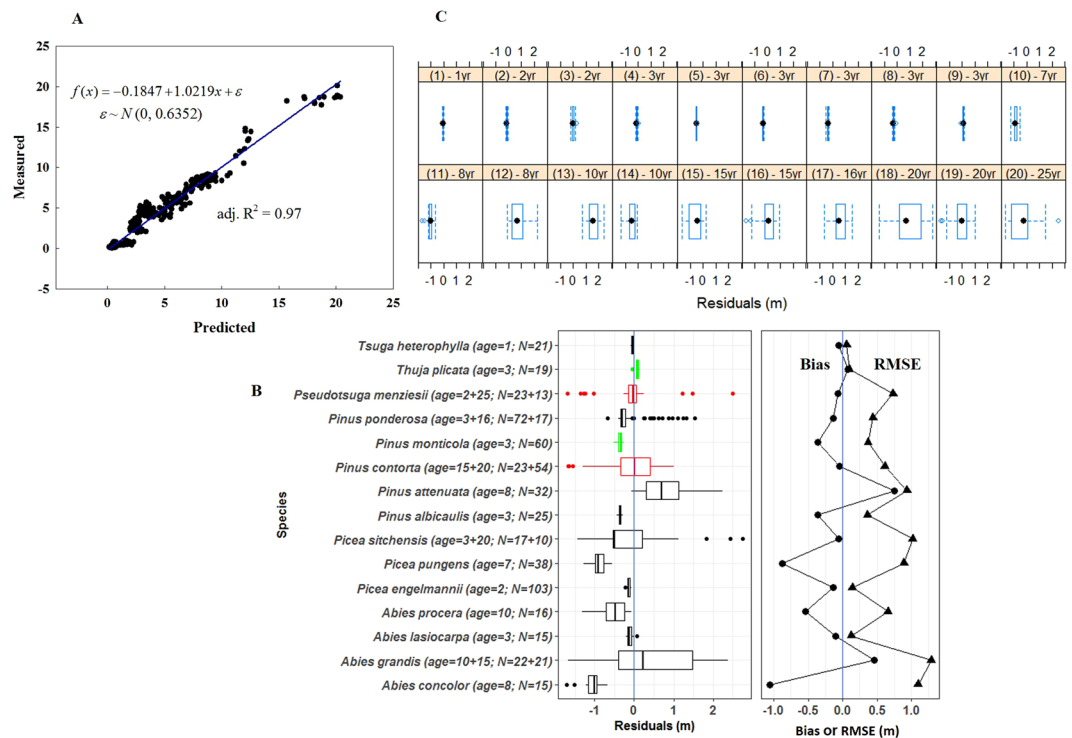 A
25
20
15
10
5
0
-5
Measured
f(x) = −0.1847+1.0219x+ε
ε ~ N (0, 0.6352)
adj. R² = 0.97
0 5 10 15 20 25
Predicted
C
-1 0 1 2 -1 0 1 2 -1 0 1 2 -1 0 1 2 -1 0 1 2
(1) - 1yr (2) - 2yr (3) - 2yr (4) - 3yr (5) - 3yr (6) - 3yr (7) - 3yr (8) - 3yr (9) - 3yr (10) - 7yr
(11) - 8yr (12) - 8yr (13) - 10yr (14) - 10yr (15) - 15yr (16) - 15yr (17) - 16yr (18) - 20yr (19) - 20yr (20) - 25yr
-1 0 1 2 -1 0 1 2 -1 0 1 2 -1 0 1 2 -1 0 1 2
Residuals (m)
B
Species
Tsuga heterophylla (age=1; N=21)
Thuja plicata (age=3; N=19)
Pseudotsuga menziesii (age=2+25; N=23+13)
Pinus ponderosa (age=3+16; N=72+17)
Pinus monticola (age=3; N=60)
Pinus contorta (age=15+20; N=23+54)
Pinus attenuata (age=8; N=32)
Pinus albicaulis (age=3; N=25)
Picea sitchensis (age=3+20; N=17+10)
Picea pungens (age=7; N=38)
Picea engelmannii (age=2; N=103)
Abies procera (age=10; N=16)
Abies lasiocarpa (age=3; N=15)
Abies grandis (age=10+15; N=22+21)
Abies concolor (age=8; N=15)
-1 0 1 2
Residuals (m)
Bias RMSE
-1.0 -0.5 0.0 0.5 1.0
Bias or RMSE (m)